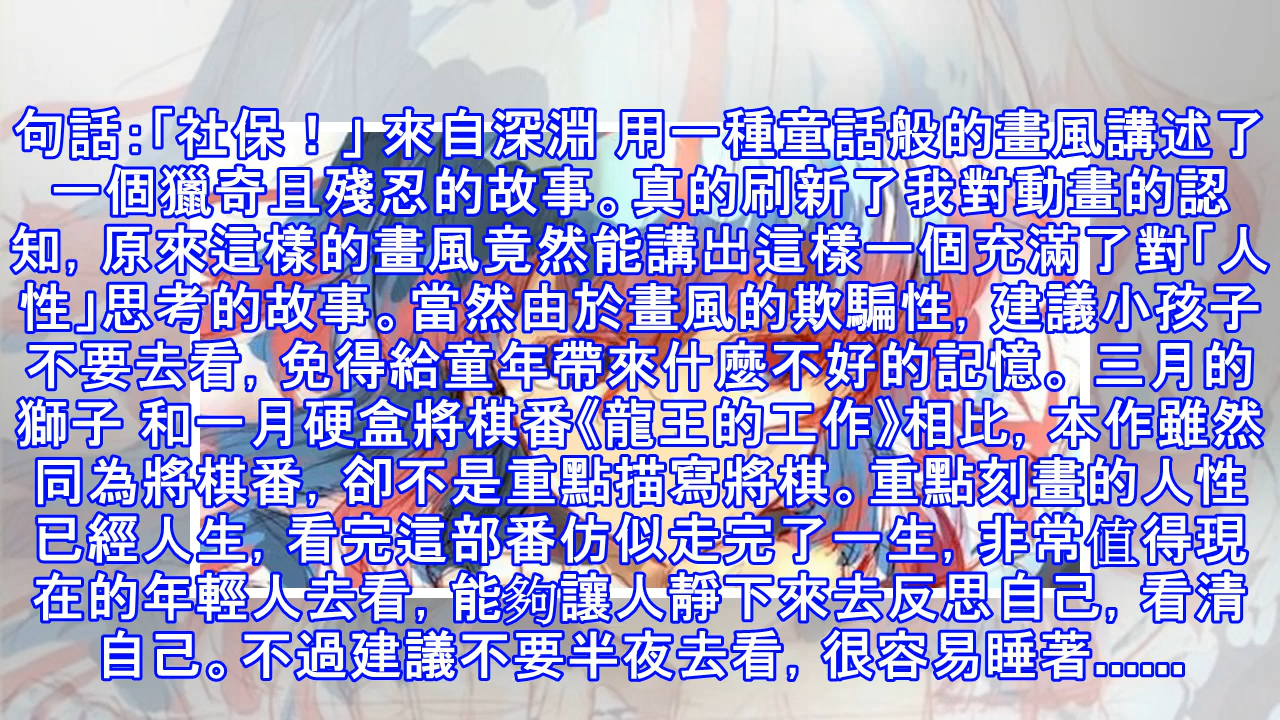 句話:「社保！」 來自深淵 用一種童話般的畫風講述了
一個獵奇且殘忍的故事。真的刷新了我對動畫的認
知, 原來這樣的畫風竟然能講出這樣一個充滿了對「人
性」思考的故事。當然由於畫風的欺騙性, 建議小孩子
不要去看, 免得給童年帶來什麼不好的記憶。 三月的
獅子 和一月硬盒將棋番《龍王的工作》相比, 本作雖然
同為將棋番, 卻不是重點描寫將棋。重點刻畫的人性
已經人生, 看完這部番仿似走完了一生, 非常值得現
在的年輕人去看, 能夠讓人靜下來去反思自己, 看清
自己。不過建議不要半夜去看, 很容易睡著......